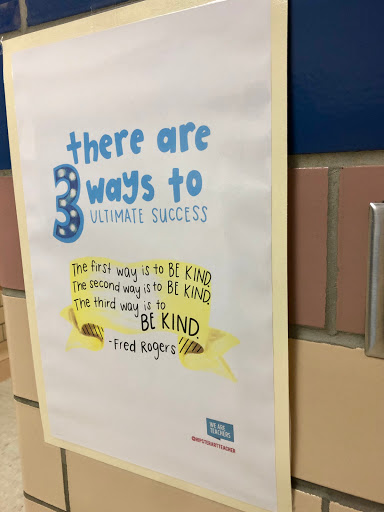 there are
3 ways to
ULTIMATE SUCCESS
The first way is to BE KIND.
The second way is to BE KIND.
The third way is to
BE KIND.
-Fred Rogers
WE ARE
TEACHERS
@HIPSTERARTTEACHER